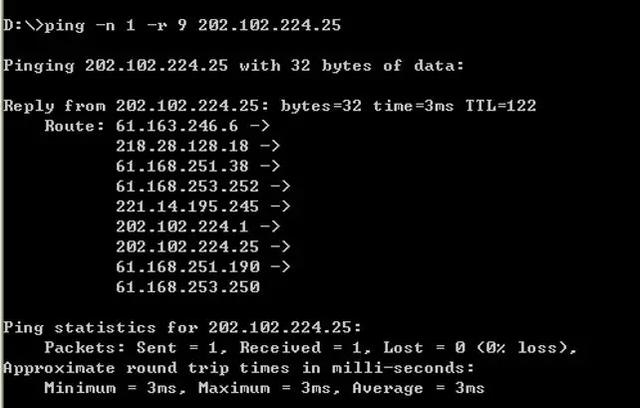 D:\>ping -n 1 -r 9 202.102.224.25
Pinging 202.102.224.25 with 32 bytes of data:
Reply from 202.102.224.25: bytes=32 time=3ms TTL=122
Route: 61.163.246.6 ->
218.28.128.18 ->
61.168.251.38 ->
61.168.253.252 ->
221.14.195.245 ->
202.102.224.1 ->
202.102.224.25 ->
61.168.251.190 ->
61.168.253.250
Ping statistics for 202.102.224.25:
Packets: Sent = 1, Received = 1, Lost = 0 (0% loss),
Approximate round trip times in milli-seconds:
Minimum = 3ms, Maximum = 3ms, Average = 3ms